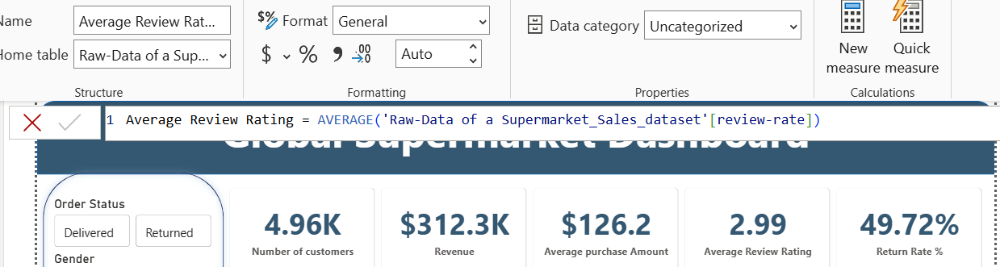 Name Average Review Rat...
Home table Raw-Data of a Sup...
Structure
$% Format General
$ % , .00 →.0 Auto
Formatting
Data category Uncategorized
Properties
New measure
Quick measure
Calculations
1 Average Review Rating = AVERAGE('Raw-Data of a Supermarket_Sales_dataset'[review-rate])
Global Supermarket Dashboard
Order Status
Delivered Returned
Gender
4.96K
Number of customers
$312.3K
Revenue
$126.2
Average purchase Amount
2.99
Average Review Rating
49.72%
Return Rate %